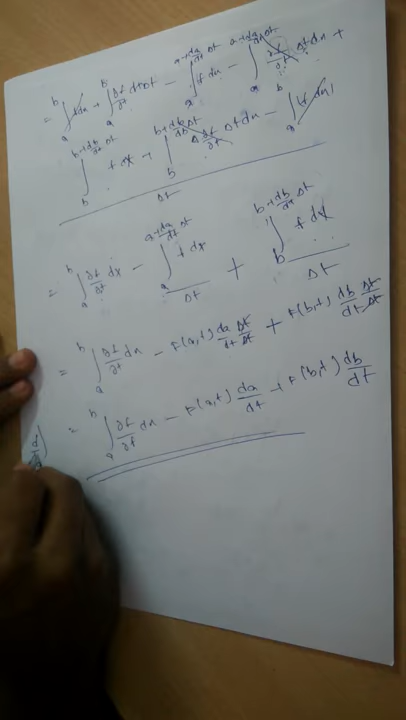 = ∫_a^b f dx + ∫_a^b ∂f/∂t dx Δt − ∫_a^{a+da/dt Δt} f dx − ∫_a^{a+da/dt Δt} ∂f/∂t Δt dx +
∫_b^{b+db/dt Δt} f dx + ∫_b^{b+db/dt Δt} ∂f/∂t Δt dx − ∫_a^b f dx
Δt
= ∫_a^b ∂f/∂t dx − ∫_a^{a+da/dt Δt} f dx / Δt + ∫_b^{b+db/dt Δt} f dx / Δt
= ∫_a^b ∂f/∂t dx − F(a,t) da/dt Δt/Δt + F(b,t) db/dt Δt/Δt
= ∫_a^b ∂f/∂t dx − F(a,t) da/dt + F(b,t) db/dt